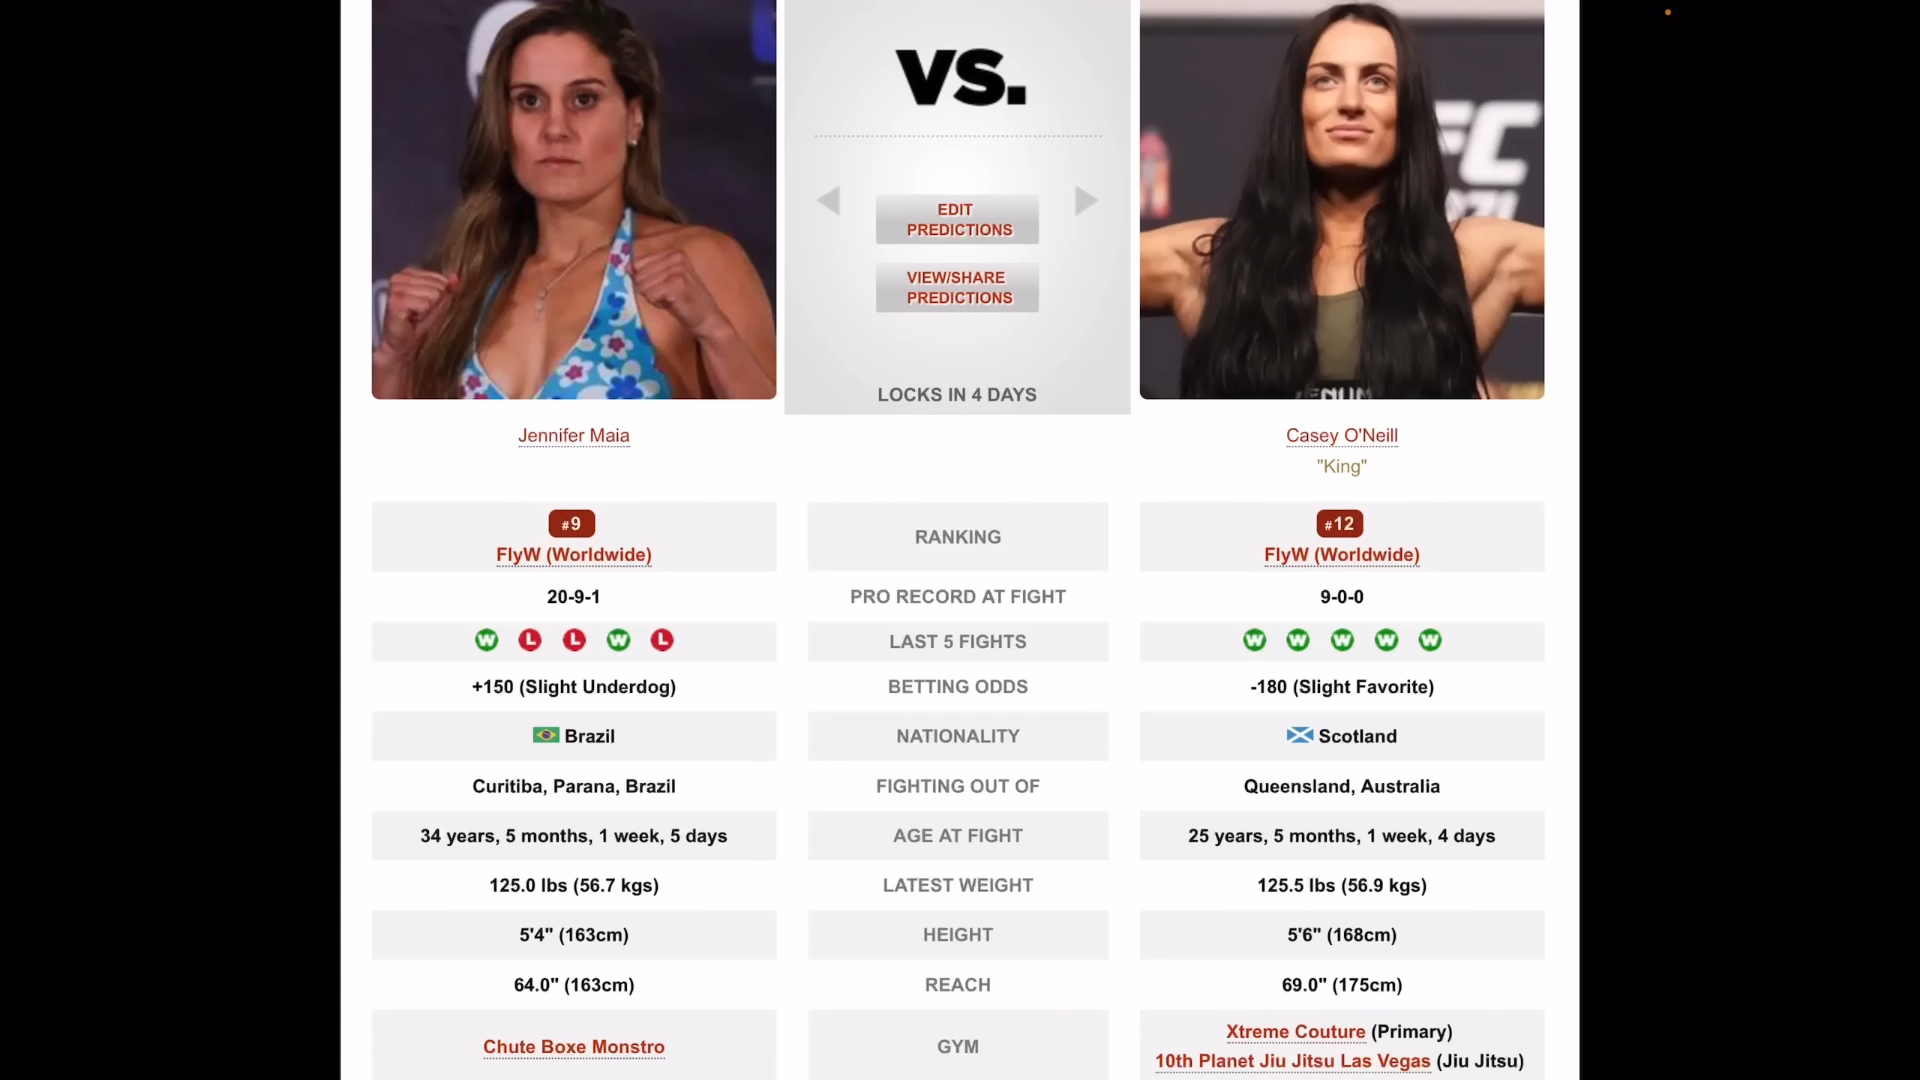 VS.
FC
271
EDIT
PREDICTIONS
VIEW/SHARE
PREDICTIONS
LOCKS IN 4 DAYS
VENUM
Jennifer Maia
Casey O'Neill
"King"
#9
FlyW (Worldwide)
RANKING
#12
FlyW (Worldwide)
20-9-1
PRO RECORD AT FIGHT
9-0-0
W L L W L
LAST 5 FIGHTS
W W W W W
+150 (Slight Underdog)
BETTING ODDS
-180 (Slight Favorite)
Brazil
NATIONALITY
Scotland
Curitiba, Parana, Brazil
FIGHTING OUT OF
Queensland, Australia
34 years, 5 months, 1 week, 5 days
AGE AT FIGHT
25 years, 5 months, 1 week, 4 days
125.0 lbs (56.7 kgs)
LATEST WEIGHT
125.5 lbs (56.9 kgs)
5'4" (163cm)
HEIGHT
5'6" (168cm)
64.0" (163cm)
REACH
69.0" (175cm)
Chute Boxe Monstro
GYM
Xtreme Couture (Primary)
10th Planet Jiu Jitsu Las Vegas (Jiu Jitsu)